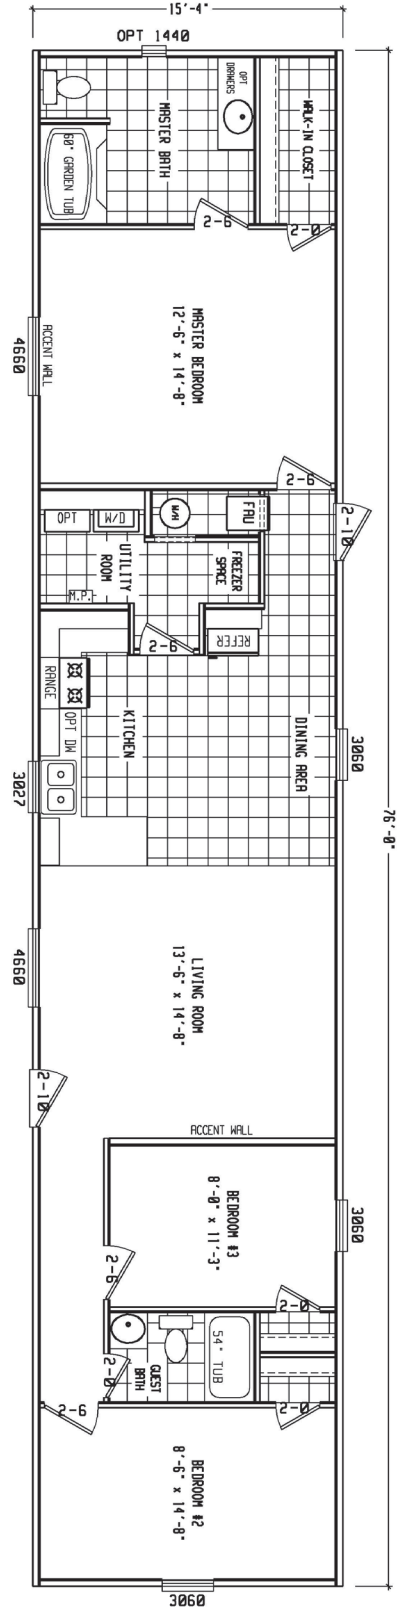 15'-4"
OPT 1440
OPT
DRAWERS
WALK-IN CLOSET
MASTER BATH
60" GARDEN TUB
2-6
2-0
MASTER BEDROOM
12'-6" x 14'-8"
ACCENT WALL
4660
2-6
2-10
OPT
W/D
W/H
FAU
UTILITY
ROOM
FREEZER
SPACE
M.P.
2-6
REFER
RANGE
OPT DW
KITCHEN
DINING AREA
3060
3027
76'-0"
4660
LIVING ROOM
13'-6" x 14'-8"
2-10
ACCENT WALL
BEDROOM #3
8'-0" x 11'-3"
3060
2-6
2-0
54" TUB
GUEST
BATH
2-0
2-6
2-0
BEDROOM #2
8'-6" x 14'-8"
3060